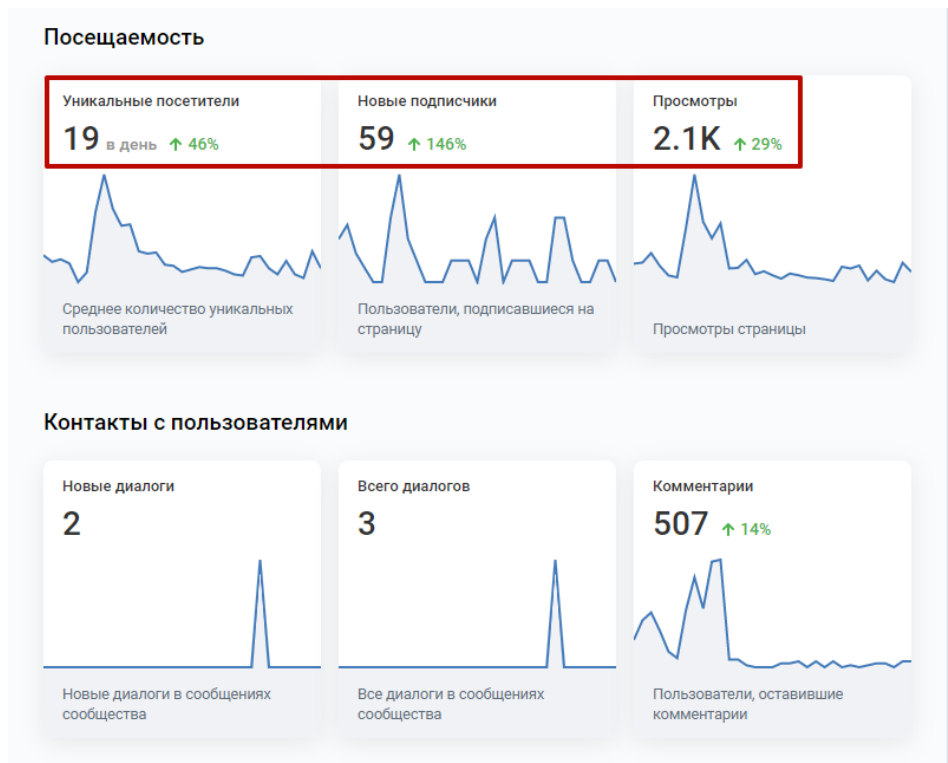 Посещаемость
Уникальные посетители
19 в день ↑ 46%
Среднее количество уникальных
пользователей
Новые подписчики
59 ↑ 146%
Пользователи, подписавшиеся на
страницу
Просмотры
2.1K ↑ 29%
Просмотры страницы
Контакты с пользователями
Новые диалоги
2
Новые диалоги в сообщениях
сообщества
Всего диалогов
3
Все диалоги в сообщениях
сообщества
Комментарии
507 ↑ 14%
Пользователи, оставившие
комментарии